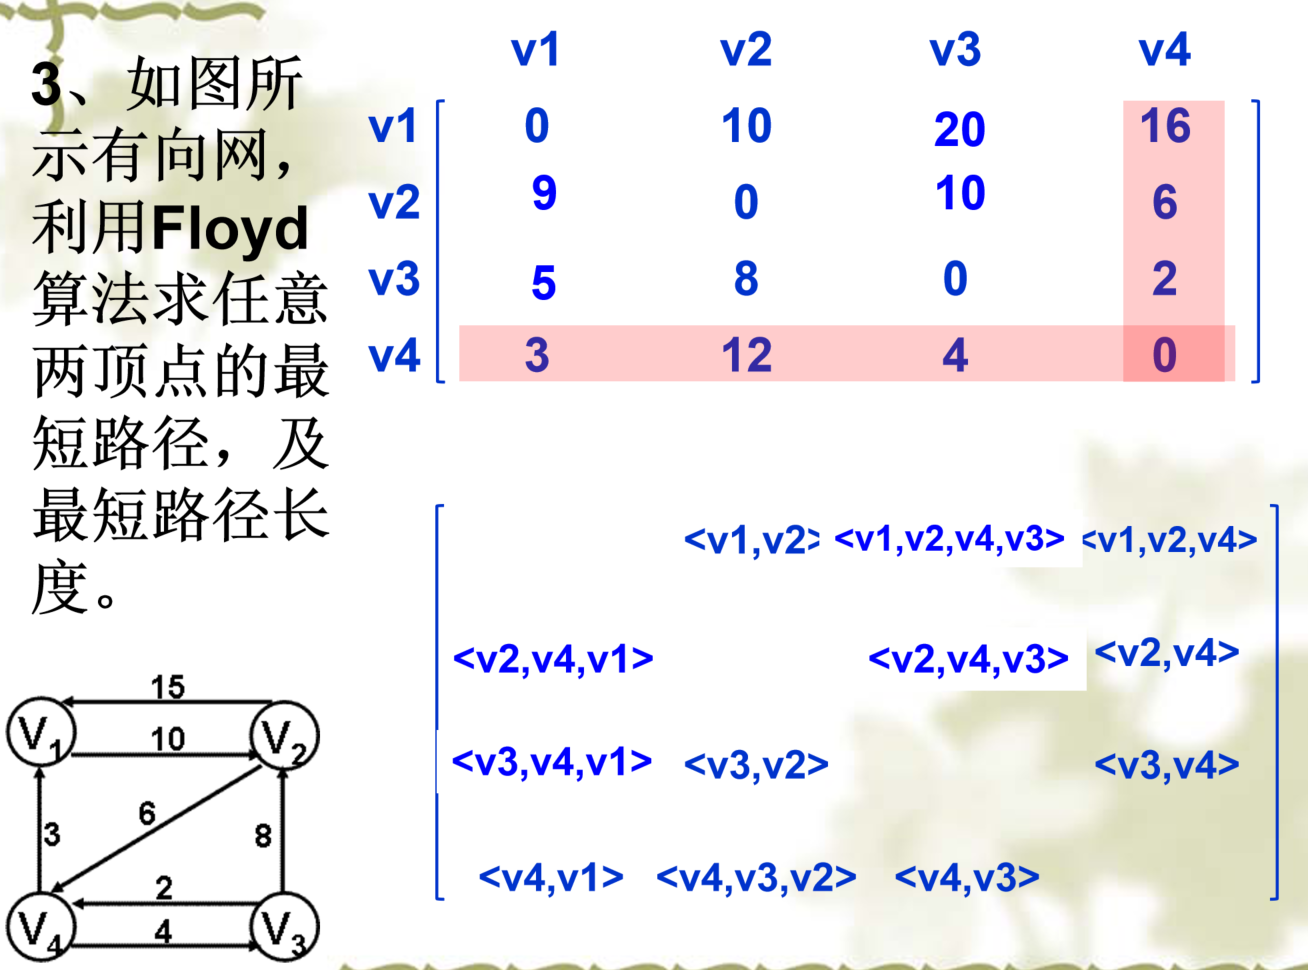 3、如图所
示有向网，
利用Floyd
算法求任意
两顶点的最
短路径，及
最短路径长
度。
v1 v2 v3 v4
v1 0 10 20 16
v2 9 0 10 6
v3 5 8 0 2
v4 3 12 4 0
<v1,v2> <v1,v2,v4,v3> <v1,v2,v4>
<v2,v4,v1> <v2,v4,v3> <v2,v4>
<v3,v4,v1> <v3,v2> <v3,v4>
<v4,v1> <v4,v3,v2> <v4,v3>
15
V1 10 V2
6
3 8
2
V4 4 V3